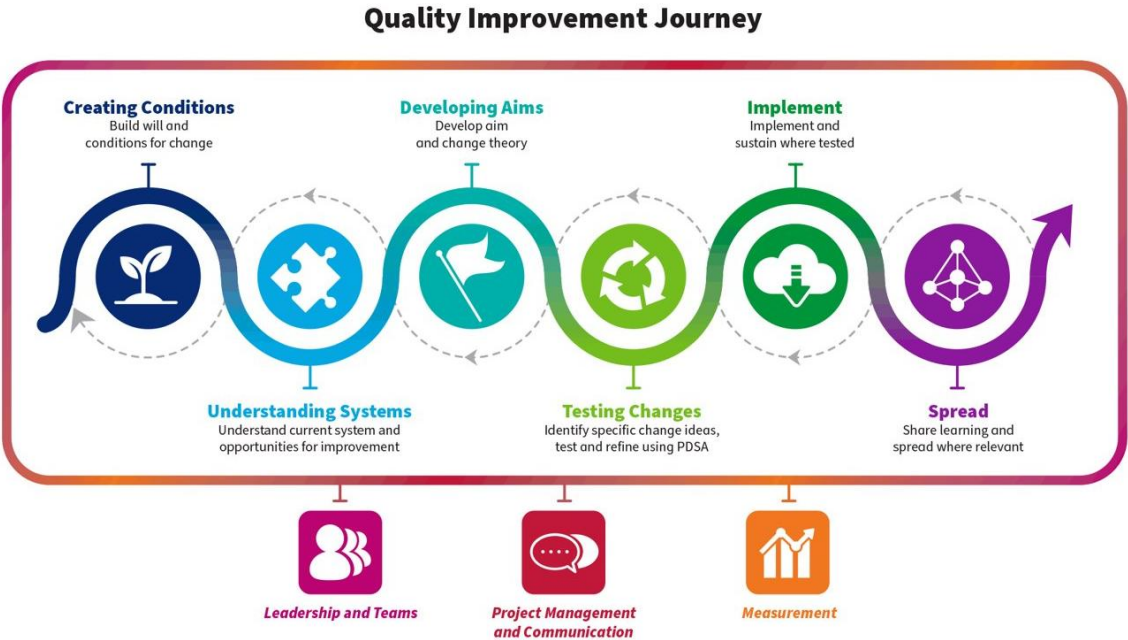 Quality Improvement Journey
Creating Conditions
Build will and
conditions for change
Developing Aims
Develop aim
and change theory
Implement
Implement and
sustain where tested
Understanding Systems
Understand current system and
opportunities for improvement
Testing Changes
Identify specific change ideas,
test and refine using PDSA
Spread
Share learning and
spread where relevant
Leadership and Teams
Project Management
and Communication
Measurement